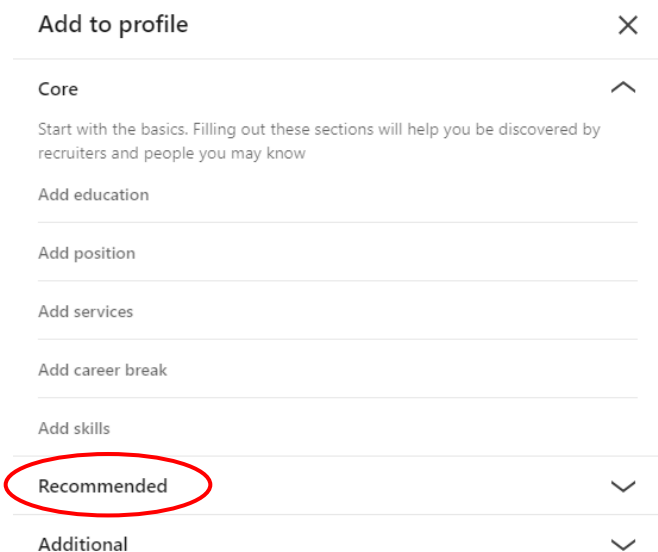 Add to profile
Core
Start with the basics. Filling out these sections will help you be discovered by
recruiters and people you may know
Add education
Add position
Add services
Add career break
Add skills
Recommended
Additional